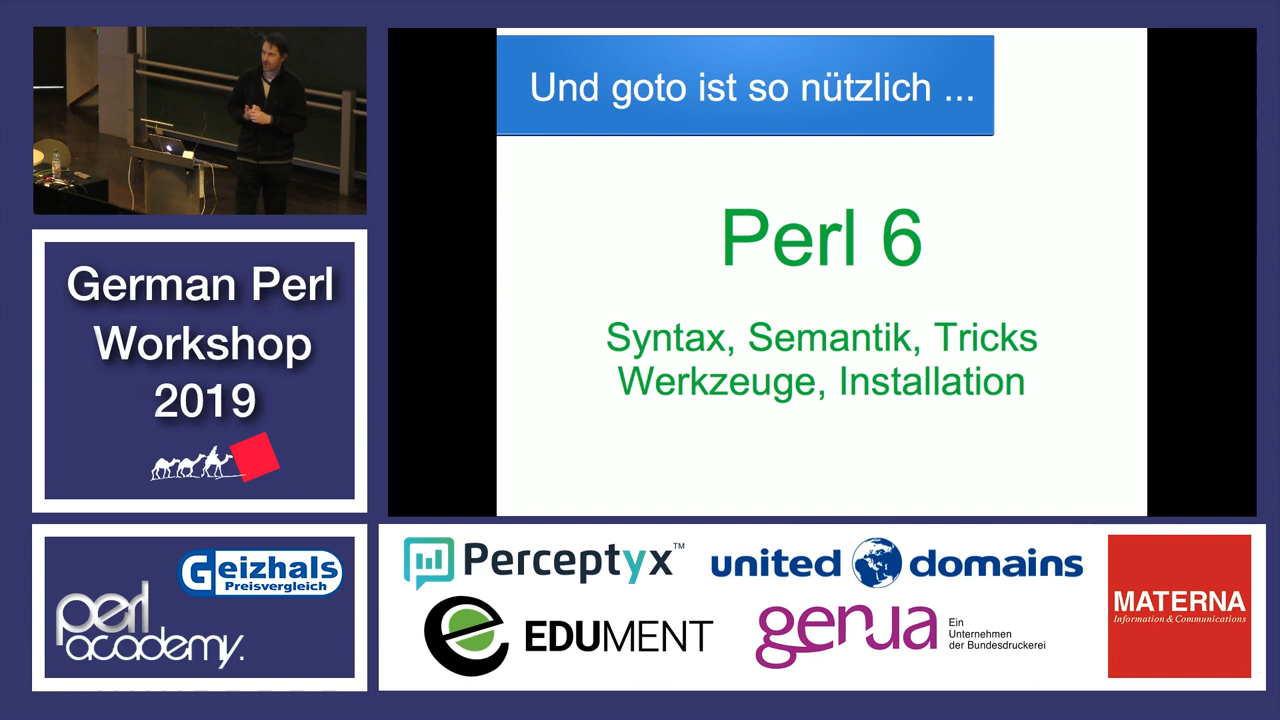 Und goto ist so nützlich ...
Perl 6
Syntax, Semantik, Tricks
Werkzeuge, Installation
German Perl
Workshop
2019
Geizhals
Preisvergleich
perl
academy.
Perceptyx™
united domains
EDUMENT
genua
Ein
Unternehmen
der Bundesdruckerei
MATERNA
Information & Communications